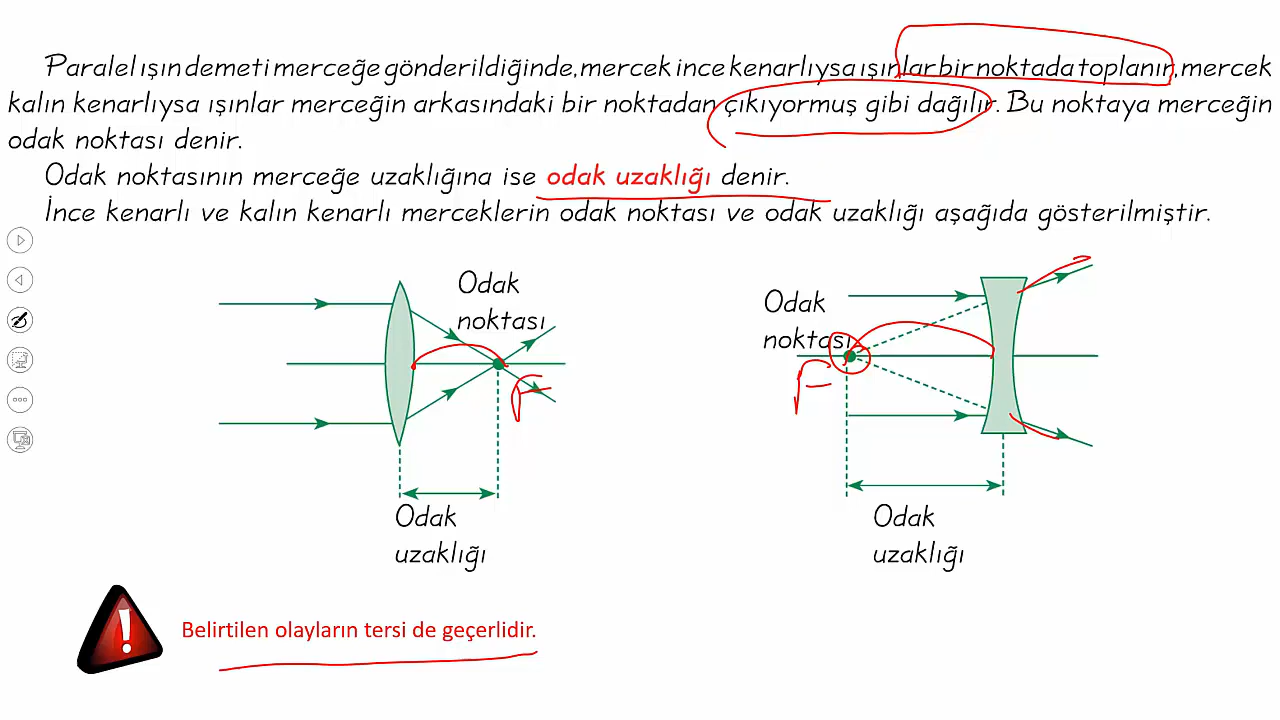 Paralel ışın demeti merceğe gönderildiğinde, mercek ince kenarlıysa ışınlar bir noktada toplanır, mercek
kalın kenarlıysa ışınlar merceğin arkasındaki bir noktadan çıkıyormuş gibi dağılır. Bu noktaya merceğin
odak noktası denir.
Odak noktasının merceğe uzaklığına ise odak uzaklığı denir.
İnce kenarlı ve kalın kenarlı merceklerin odak noktası ve odak uzaklığı aşağıda gösterilmiştir.
Odak
noktası
F
Odak
uzaklığı
Odak
noktası
F
Odak
uzaklığı
Belirtilen olayların tersi de geçerlidir.